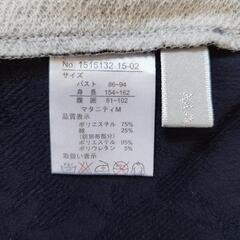 No. 1515132 15-02
サイズ
バスト 86~94
身長 154~162
腹囲 81~102
マタニティM
品質表示
ポリエステル 75%
綿 25%
ポリエステル 95%
ポリウレタン 5%
取扱い表示